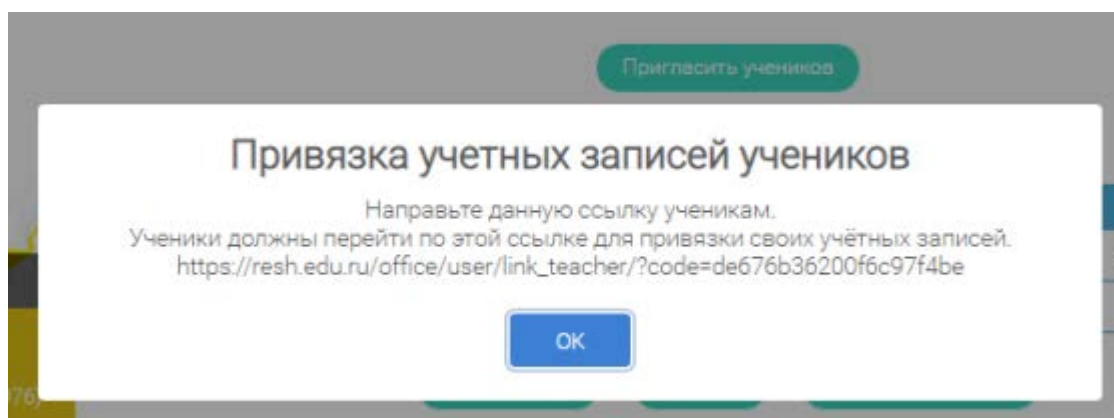 Пригласить учеников
Привязка учетных записей учеников
Направьте данную ссылку ученикам.
Ученики должны перейти по этой ссылке для привязки своих учётных записей.
https://resh.edu.ru/office/user/link_teacher/?code=de676b36200f6c97f4be
ОК